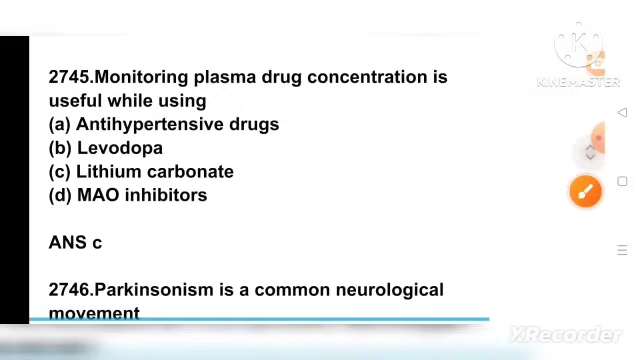 2745.Monitoring plasma drug concentration is
useful while using
(a) Antihypertensive drugs
(b) Levodopa
(c) Lithium carbonate
(d) MAO inhibitors
ANS c
2746.Parkinsonism is a common neurological
movement
K
KINEMASTER
XRecorder